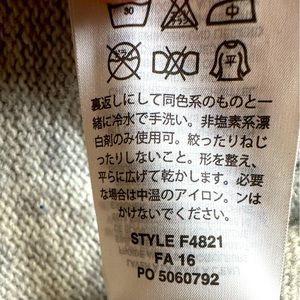 30
中
平
裏返しにして同色系のものと一
緒に冷水で手洗い。非塩素系漂
白剤のみ使用可。絞ったりねじ
ったりしないこと。形を整え、
平らに広げて乾かします。必要
な場合は中温のアイロン。ンは
かけないでください。
STYLE F4821
FA 16
PO 5060792